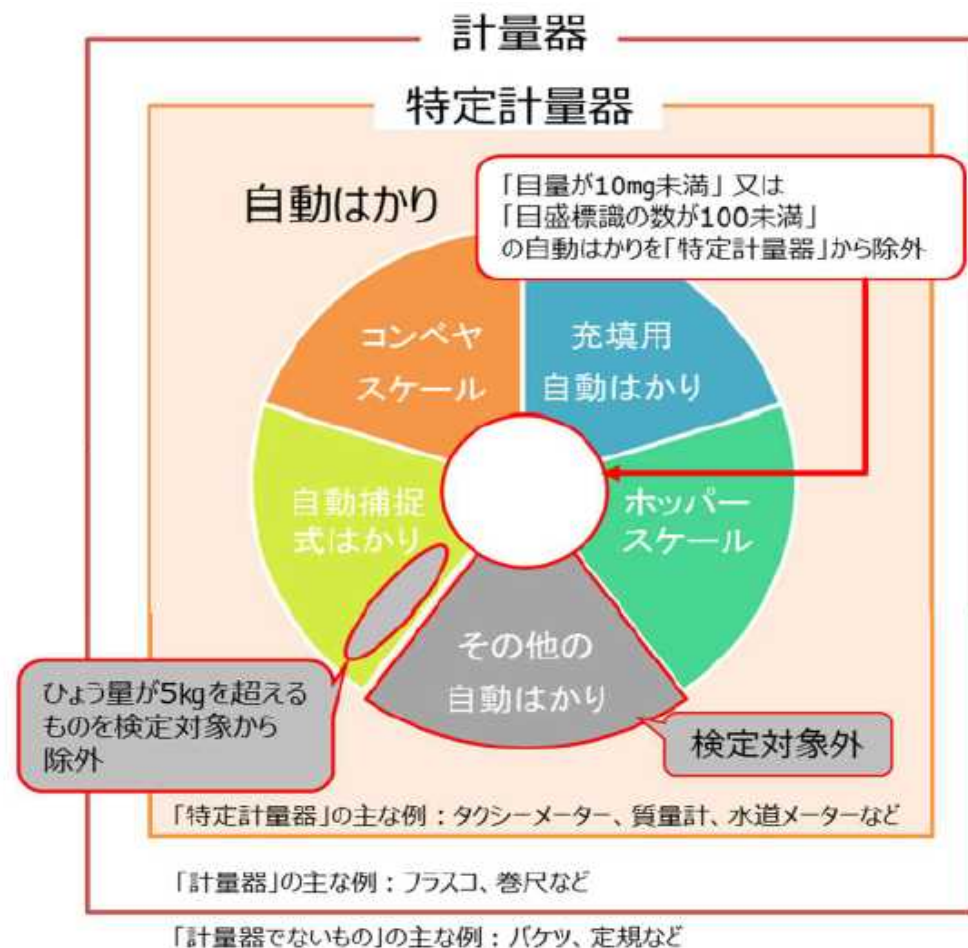 計量器
特定計量器
自動はかり
「目量が10mg未満」又は
「目盛標識の数が100未満」
の自動はかりを「特定計量器」から除外
コンベヤ
スケール
充填用
自動はかり
自動捕捉
式はかり
ホッパー
スケール
その他の
自動はかり
ひょう量が5kgを超える
ものを検定対象から
除外
検定対象外
「特定計量器」の主な例：タクシーメーター、質量計、水道メーターなど
「計量器」の主な例：フラスコ、巻尺など
「計量器でないもの」の主な例：バケツ、定規など